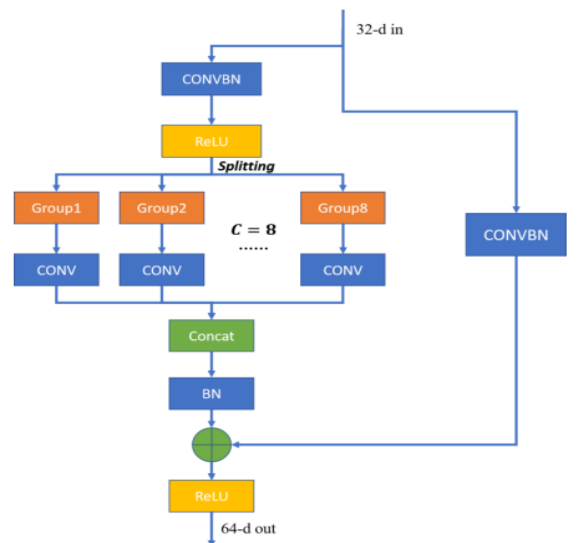 32-d in
CONVBN
ReLU
Splitting
Group1 Group2 Group8
C = 8
......
CONVBN
CONV CONV CONV
Concat
BN
ReLU
64-d out